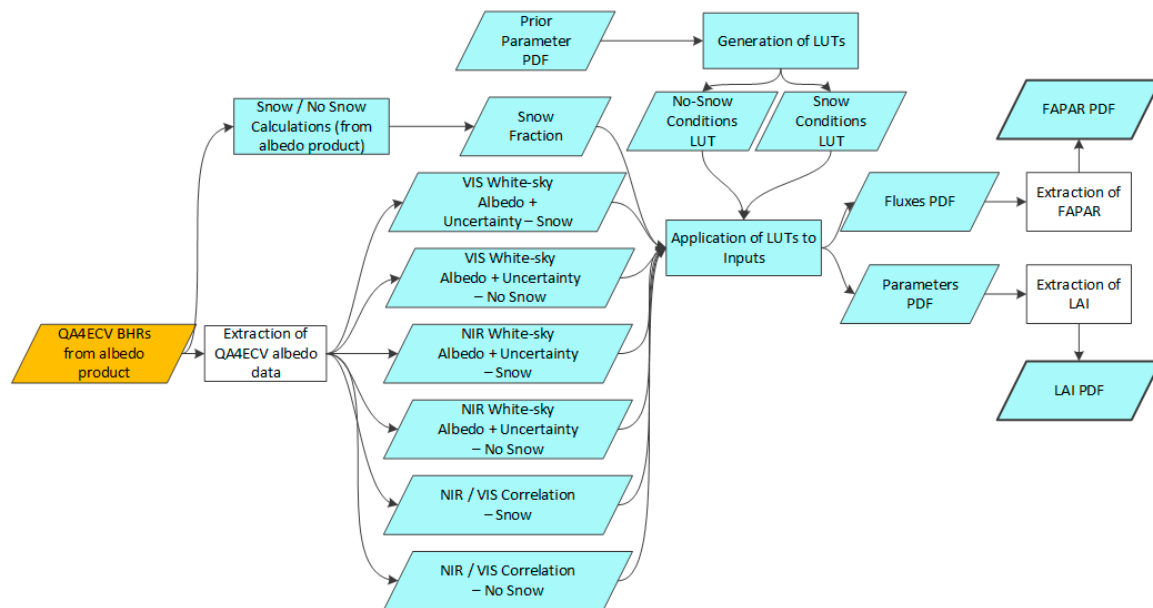 Prior
Parameter
PDF
Generation of LUTs
No-Snow
Conditions
LUT
Snow
Conditions
LUT
FAPAR PDF
Snow / No Snow
Calculations (from
albedo product)
Snow
Fraction
VIS White-sky
Albedo +
Uncertainty – Snow
Fluxes PDF
Extraction of
FAPAR
Application of LUTs to
Inputs
VIS White-sky
Albedo + Uncertainty
– No Snow
Parameters
PDF
Extraction of
LAI
QA4ECV BHRs
from albedo
product
Extraction of
QA4ECV albedo
data
NIR White-sky
Albedo + Uncertainty
– Snow
LAI PDF
NIR White-sky
Albedo + Uncertainty
– No Snow
NIR / VIS Correlation
– Snow
NIR / VIS Correlation
– No Snow